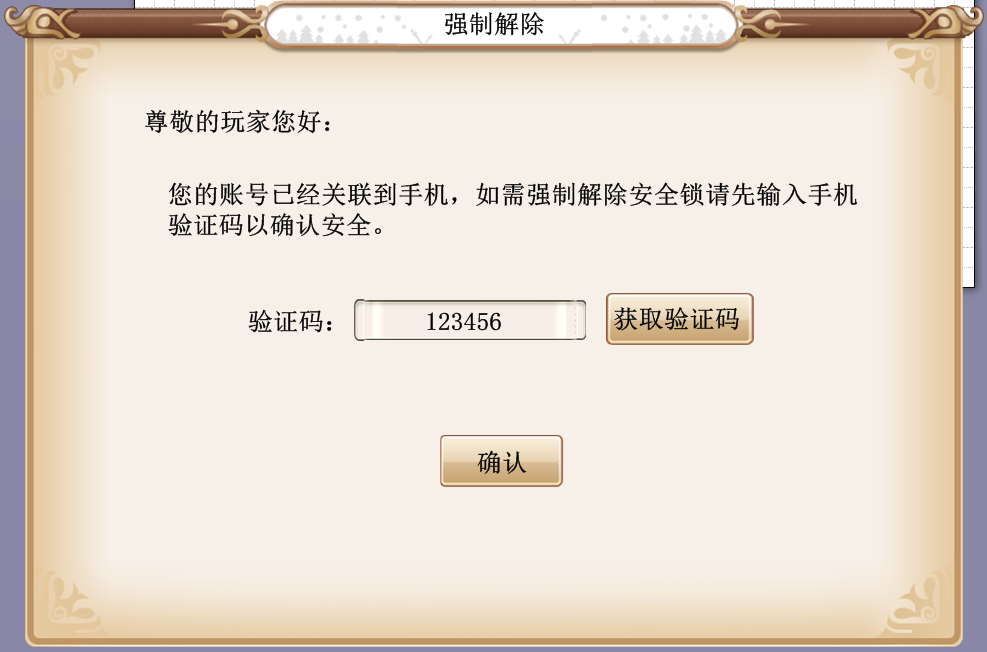 强制解除
尊敬的玩家您好：
您的账号已经关联到手机，如需强制解除安全锁请先输入手机
验证码以确认安全。
验证码： 123456 获取验证码
确认